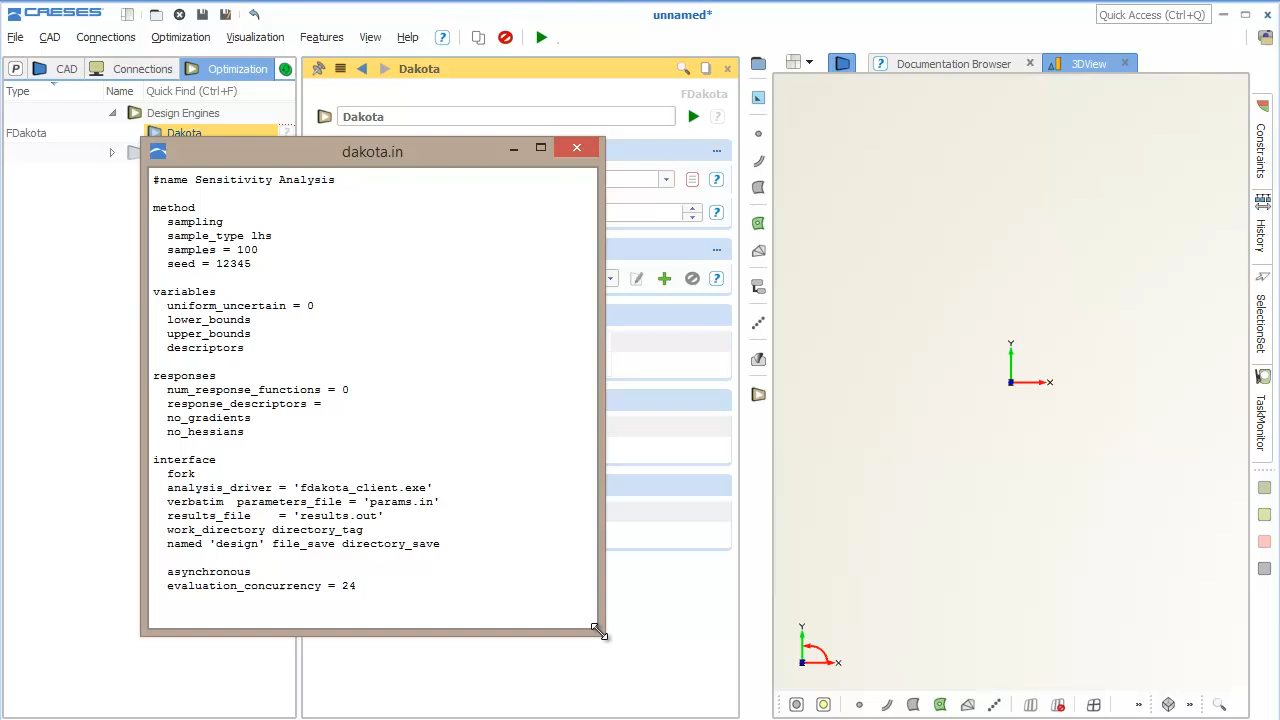 CAESES
unnamed*
Quick Access (Ctrl+Q)
File CAD Connections Optimization Visualization Features View Help ?
P CAD Connections Optimization
Dakota
? Documentation Browser
3DView
Type Name Quick Find (Ctrl+F)
FDakota
Design Engines
Dakota
FDakota Dakota ?
dakota.in
#name Sensitivity Analysis
method
sampling
sample_type lhs
samples = 100
seed = 12345
variables
uniform_uncertain = 0
lower_bounds
upper_bounds
descriptors
responses
num_response_functions = 0
response_descriptors =
no_gradients
no_hessians
interface
fork
analysis_driver = 'fdakota_client.exe'
verbatim parameters_file = 'params.in'
results_file = 'results.out'
work_directory directory_tag
named 'design' file_save directory_save
asynchronous
evaluation_concurrency = 24
...
?
?
...
?
Y
X
Y
X
Constraints
History
SelectionSet
TaskMonitor
» »